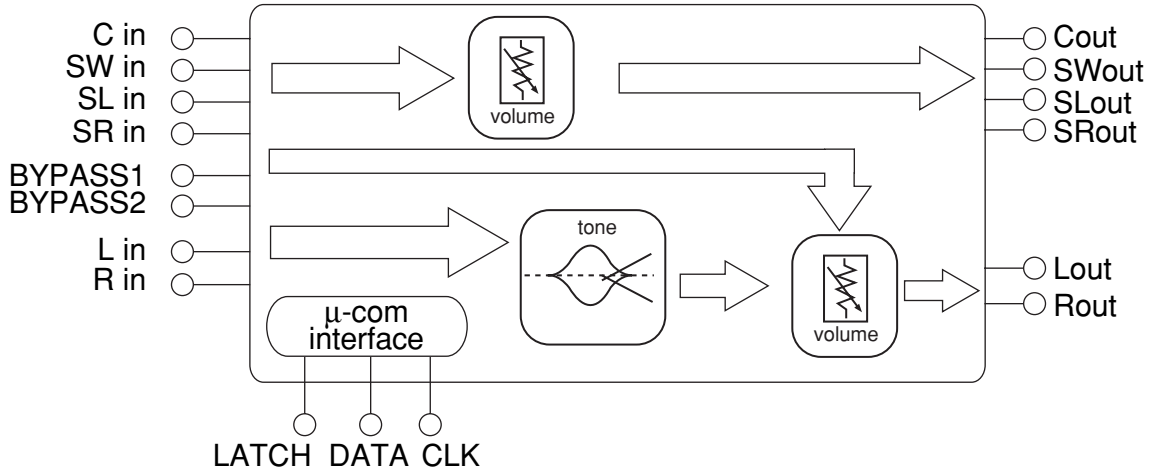 C in
SW in
SL in
SR in
BYPASS1
BYPASS2
L in
R in
volume
tone
volume
μ-com
interface
LATCH DATA CLK
Cout
SWout
SLout
SRout
Lout
Rout